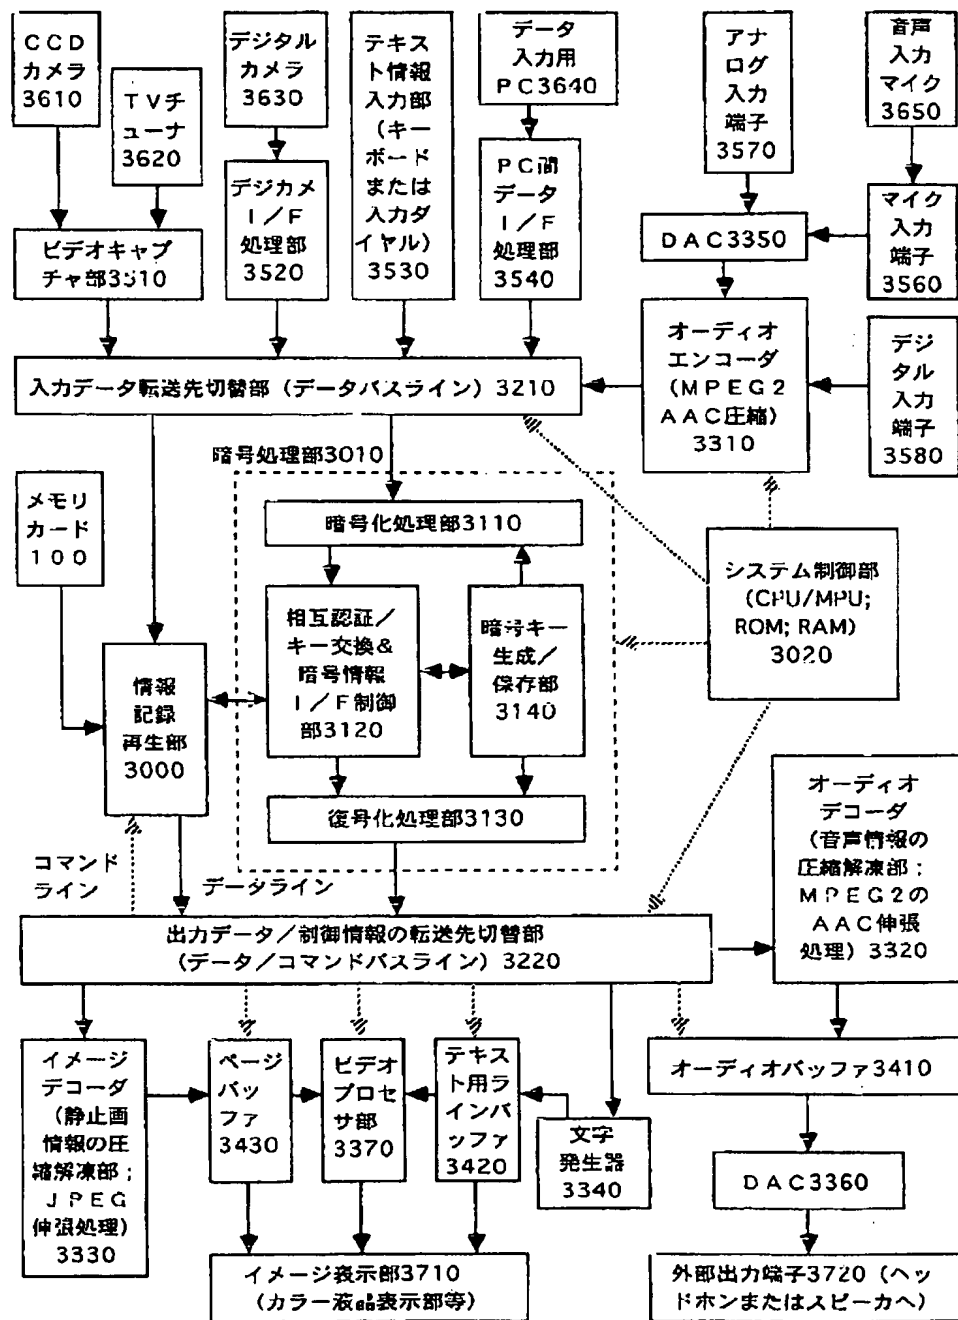 CCD
カメラ
3610
TVチ
ューナ
3620
デジタル
カメラ
3630
テキス
ト情報
入力部
(キー
ボード
または
入力ダ
イヤル)
3530
データ
入力用
PC3640
アナ
ログ
入力
端子
3570
音声
入力
マイク
3650
デジカメ
I/F
処理部
3520
PC間
データ
I/F
処理部
3540
マイク
入力
端子
3560
ビデオキャプ
チャ部3510
DAC3350
オーディオ
エンコーダ
(MPEG2
AAC圧縮)
3310
デジ
タル
入力
端子
3580
入力データ転送先切替部(データバスライン)3210
暗号処理部3010
メモリ
カード
100
暗号化処理部3110
システム制御部
(CPU/MPU;
ROM; RAM)
3020
相互認証/
キー交換&
暗号情報
I/F制御
部3120
暗号キー
生成/
保存部
3140
情報
記録
再生部
3000
復号化処理部3130
オーディオ
デコーダ
(音声情報の
圧縮解凍部;
MPEG2の
AAC伸張
処理)3320
コマンド
ライン
データライン
出力データ/制御情報の転送先切替部
(データ/コマンドバスライン)3220
イメージ
デコーダ
(静止画
情報の圧
縮解凍部;
JPEG
伸張処理)
3330
ページ
バッ
ファ
3430
ビデオ
プロセ
サ部
3370
テキス
ト用ラ
インバ
ッファ
3420
文字
発生器
3340
オーディオバッファ3410
DAC3360
イメージ表示部3710
(カラー液晶表示部等)
外部出力端子3720(ヘッ
ドホンまたはスピーカへ)